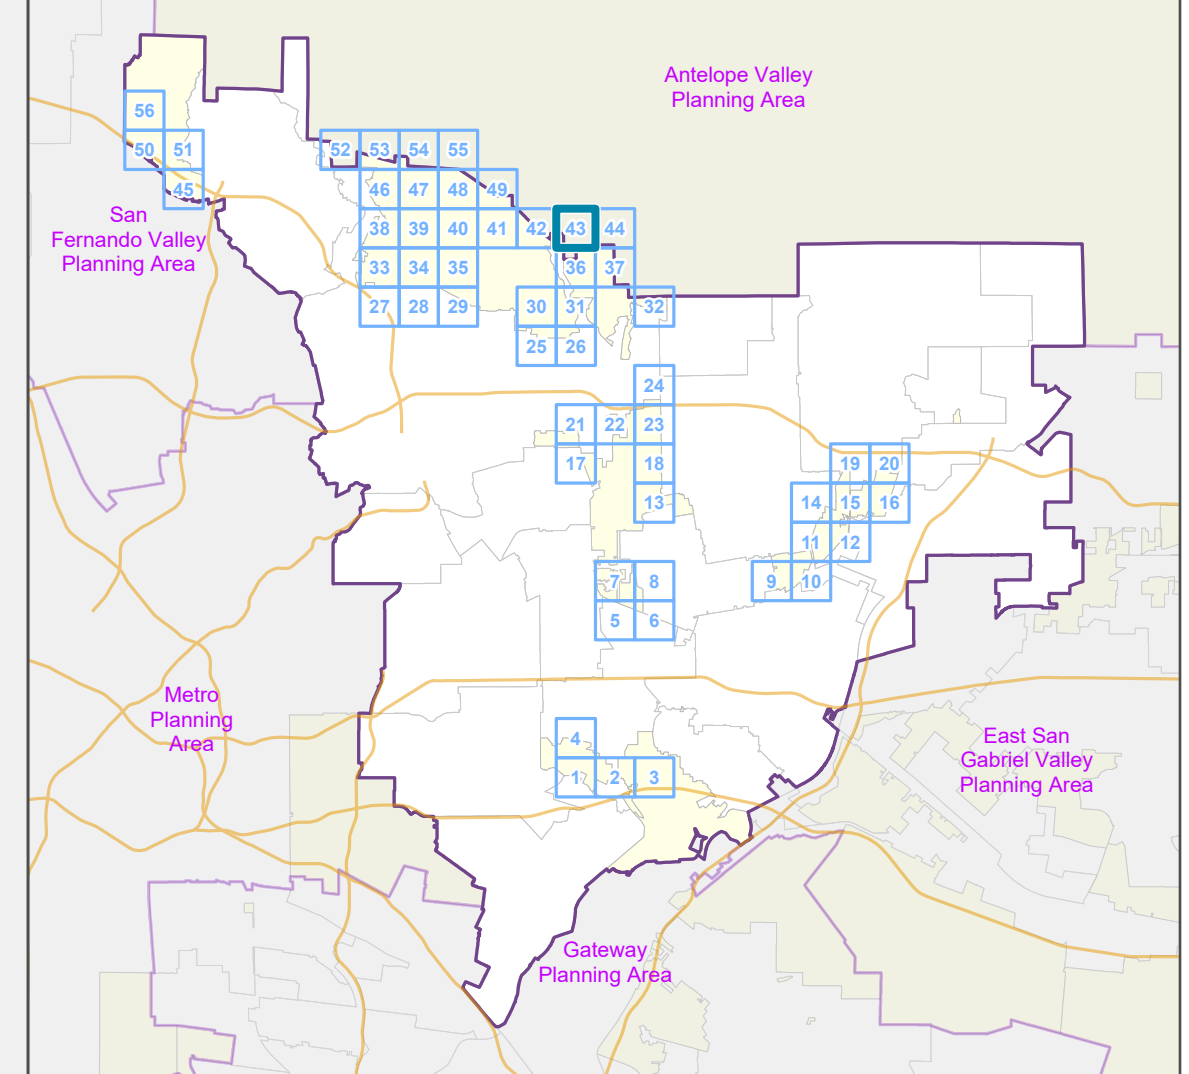 Antelope Valley
Planning Area
56
50 51
52 53 54 55
45
46 47 48 49
San
Fernando Valley
Planning Area
38 39 40 41 42 43 44
33 34 35 36 37
27 28 29 30 31 32
25 26
24
21 22 23
17 18
19 20
13
14 15 16
11 12
7 8
9 10
5 6
Metro
Planning
Area
4
East San
Gabriel Valley
Planning Area
1 2 3
Gateway
Planning Area